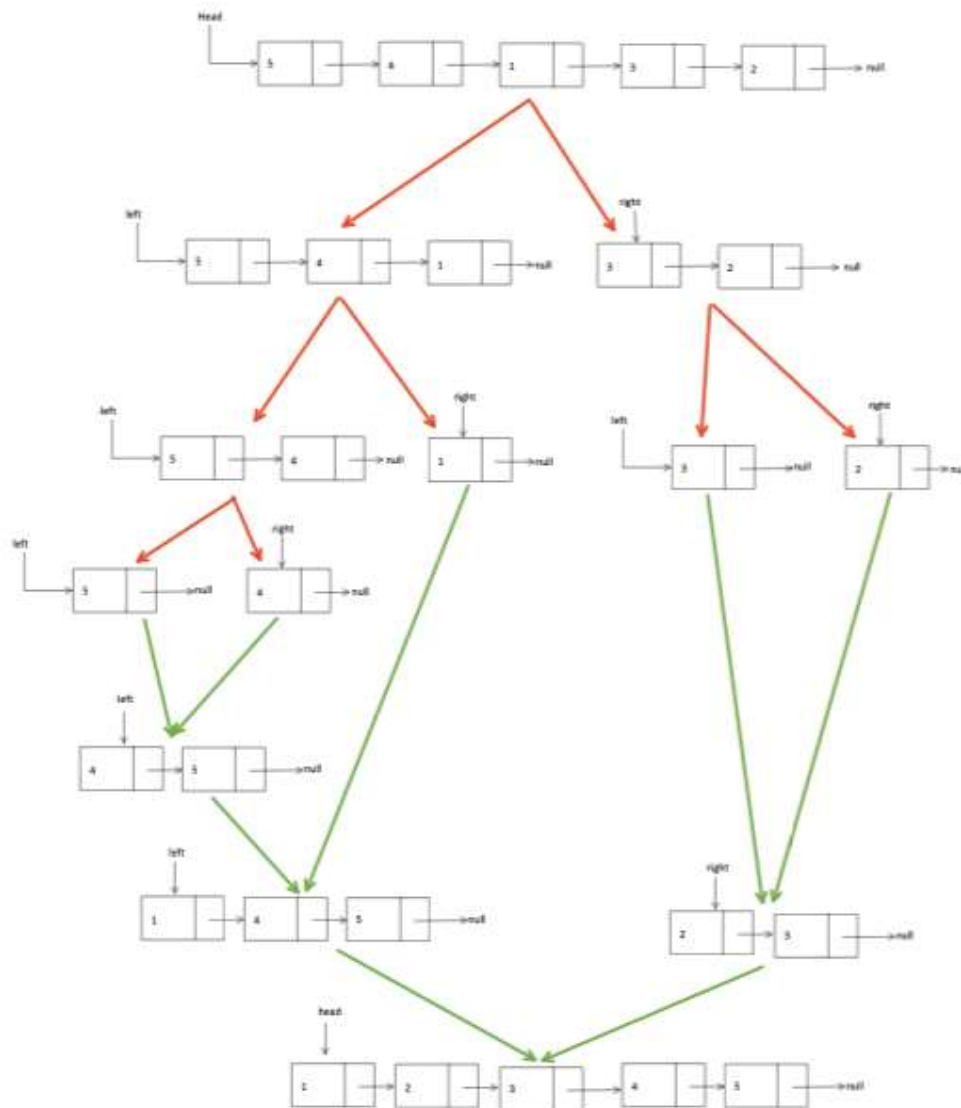 Head
5 4 1 3 2 null
left right
5 4 1 null 3 2 null
left right left right
5 4 null 1 null 3 null 2 nu
left right
5 null 4 null
left
4 5 null
left right
1 4 5 null 2 3 null
head
1 2 3 4 5 null